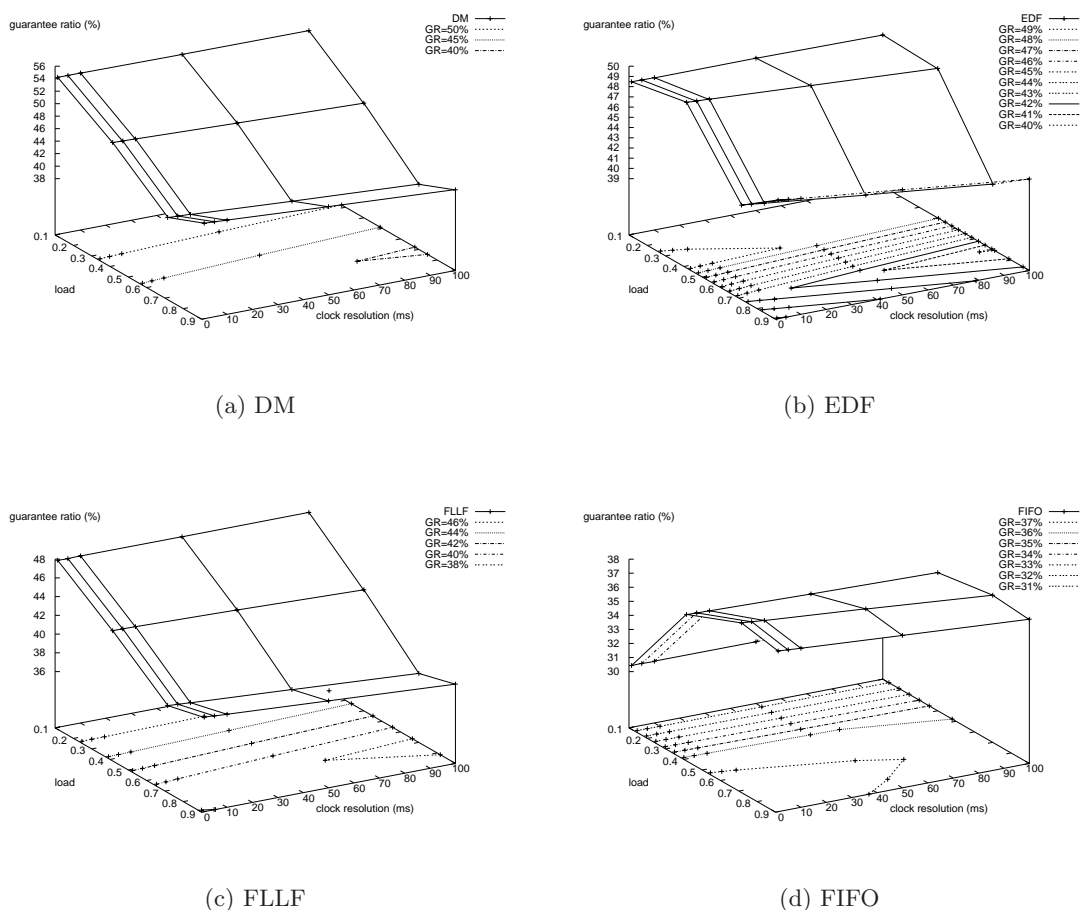 guarantee ratio (%)
DM
GR=50%
GR=45%
GR=40%
56
54
52
50
48
46
44
42
40
38
0.1
0.2
0.3
0.4
0.5
0.6
0.7
0.8
0.9
load
0
10
20
30
40
50
60
70
80
90
100
clock resolution (ms)
(a) DM
guarantee ratio (%)
EDF
GR=49%
GR=48%
GR=47%
GR=46%
GR=45%
GR=44%
GR=43%
GR=42%
GR=41%
GR=40%
50
49
48
47
46
45
44
43
42
41
40
39
0.1
0.2
0.3
0.4
0.5
0.6
0.7
0.8
0.9
load
0
10
20
30
40
50
60
70
80
90
100
clock resolution (ms)
(b) EDF
guarantee ratio (%)
FLLF
GR=46%
GR=44%
GR=42%
GR=40%
GR=38%
48
46
44
42
40
38
36
0.1
0.2
0.3
0.4
0.5
0.6
0.7
0.8
0.9
load
0
10
20
30
40
50
60
70
80
90
100
clock resolution (ms)
(c) FLLF
guarantee ratio (%)
FIFO
GR=37%
GR=36%
GR=35%
GR=34%
GR=33%
GR=32%
GR=31%
38
37
36
35
34
33
32
31
30
0.1
0.2
0.3
0.4
0.5
0.6
0.7
0.8
0.9
load
0
10
20
30
40
50
60
70
80
90
100
clock resolution (ms)
(d) FIFO